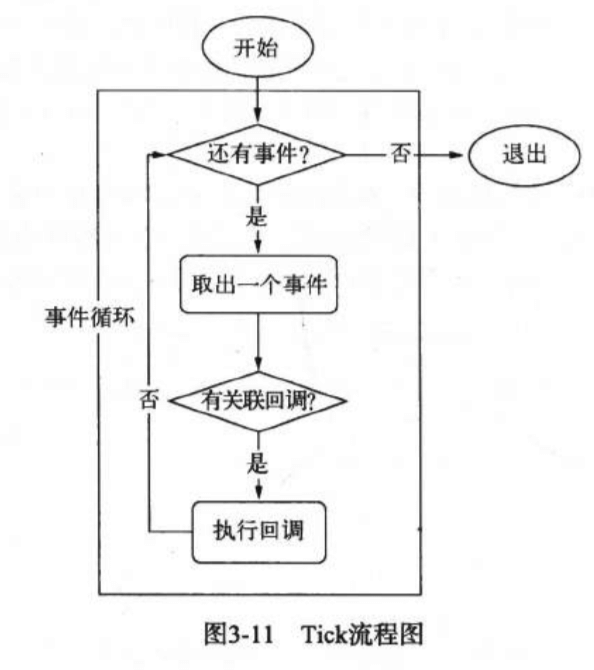 开始
还有事件?
否
退出
是
取出一个事件
事件循环
否
有关联回调?
是
执行回调
图3-11 Tick流程图